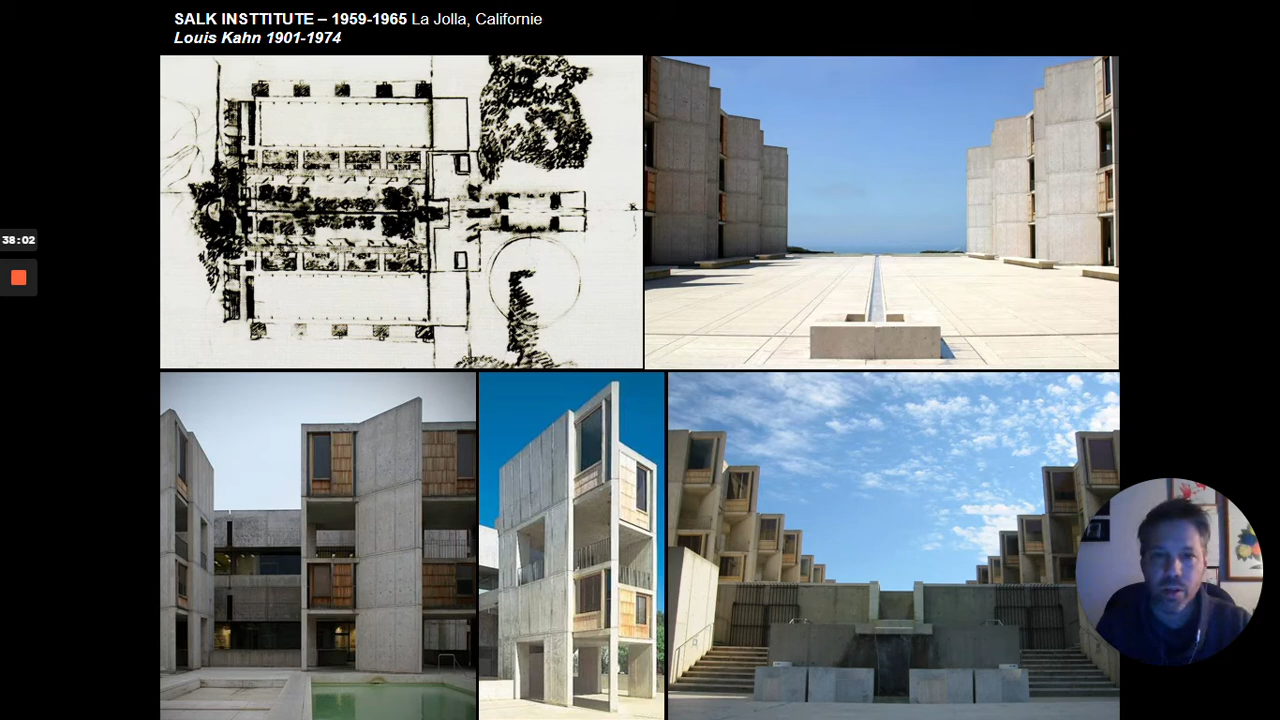 SALK INSTTITUTE – 1959-1965 La Jolla, Californie
Louis Kahn 1901-1974
38:02